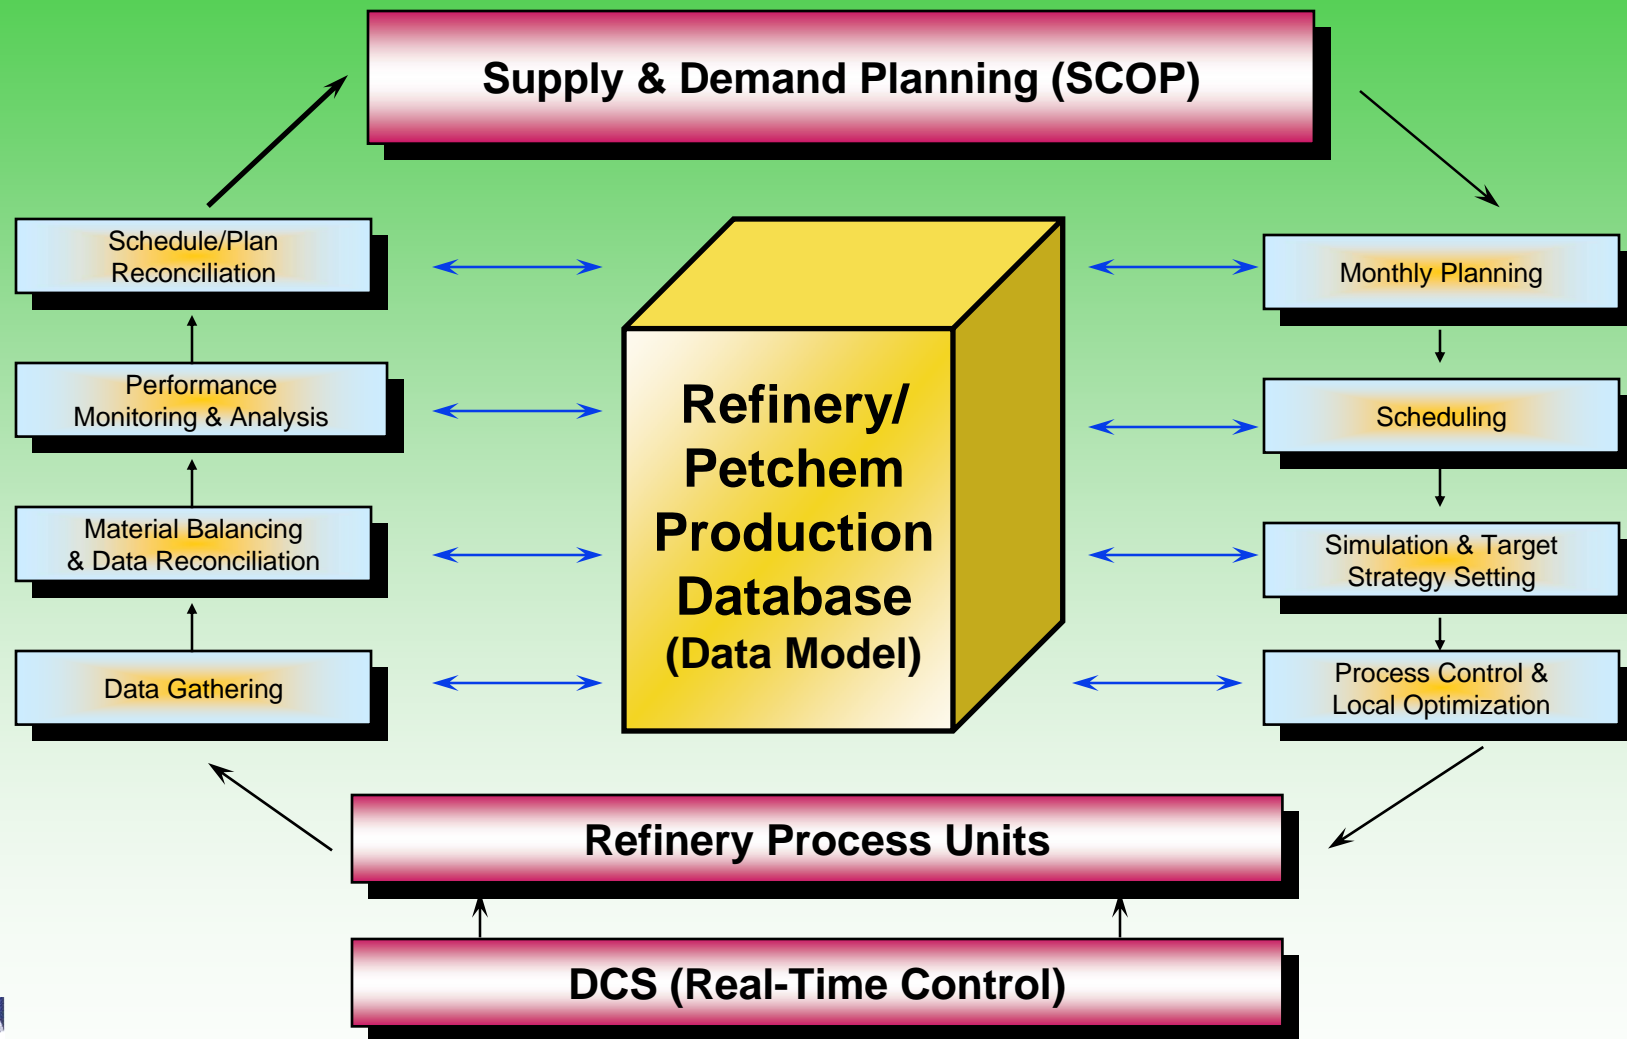 Supply & Demand Planning (SCOP)
Schedule/Plan
Reconciliation
Performance
Monitoring & Analysis
Material Balancing
& Data Reconciliation
Data Gathering
Refinery/
Petchem
Production
Database
(Data Model)
Monthly Planning
Scheduling
Simulation & Target
Strategy Setting
Process Control &
Local Optimization
Refinery Process Units
DCS (Real-Time Control)